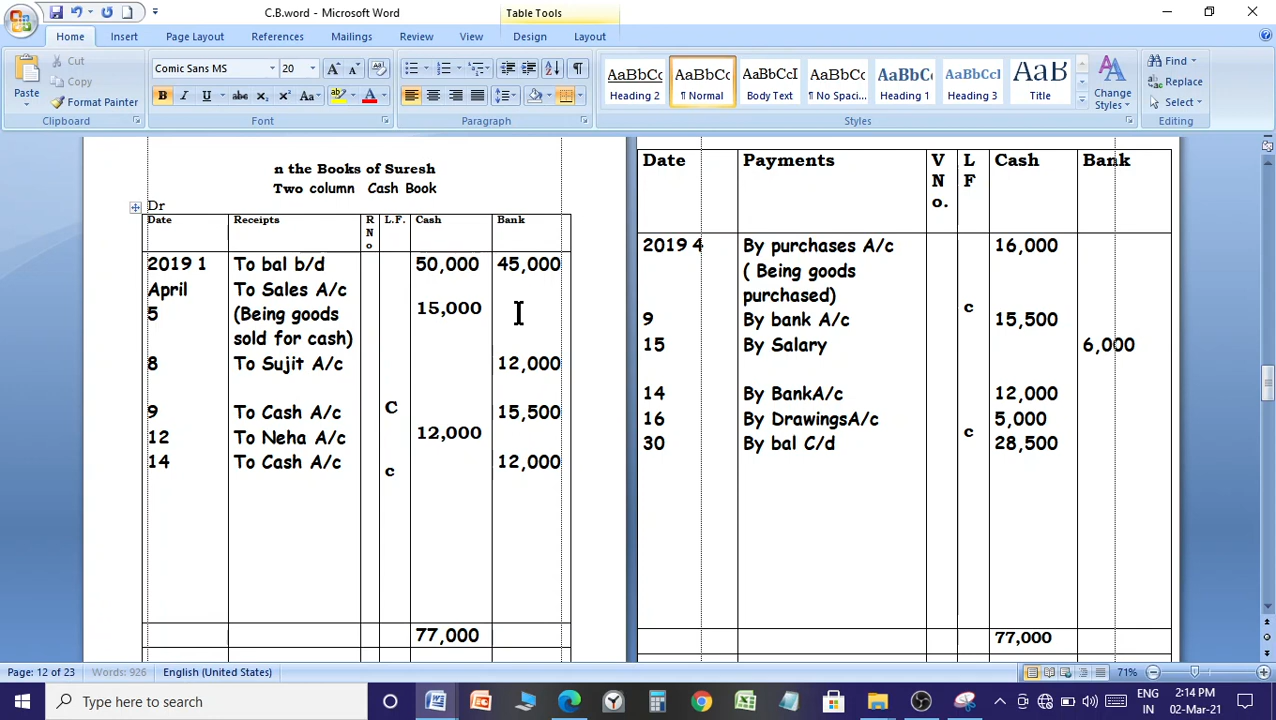 C.B.word - Microsoft Word
Table Tools
Home Insert Page Layout References Mailings Review View Design Layout
Paste
Cut
Copy
Format Painter
Clipboard
Comic Sans MS 20
Font
Paragraph
AaBbCc AaBbCc AaBbCcI AaBbCc AaBbC AaBbCcI AaB
Heading 2 ¶ Normal Body Text ¶ No Spaci... Heading 1 Heading 3 Title
Change
Styles
Styles
Find
Replace
Select
Editing
n the Books of Suresh
Two column Cash Book
Dr
Date Receipts R L.F. Cash Bank
N
o
2019 1 To bal b/d 50,000 45,000
April To Sales A/c
15,000
5 (Being goods
sold for cash)
8 To Sujit A/c 12,000
9 To Cash A/c C 15,500
12 To Neha A/c 12,000
14 To Cash A/c c 12,000
77,000
Date Payments V L Cash Bank
N F
o.
2019 4 By purchases A/c 16,000
( Being goods
purchased)
c
9 By bank A/c 15,500
15 By Salary 6,000
14 By BankA/c 12,000
16 By DrawingsA/c 5,000
c
30 By bal C/d 28,500
77,000
Page: 12 of 23 Words: 926 English (United States) 71%
Type here to search
ENG
IN
2:14 PM
02-Mar-21